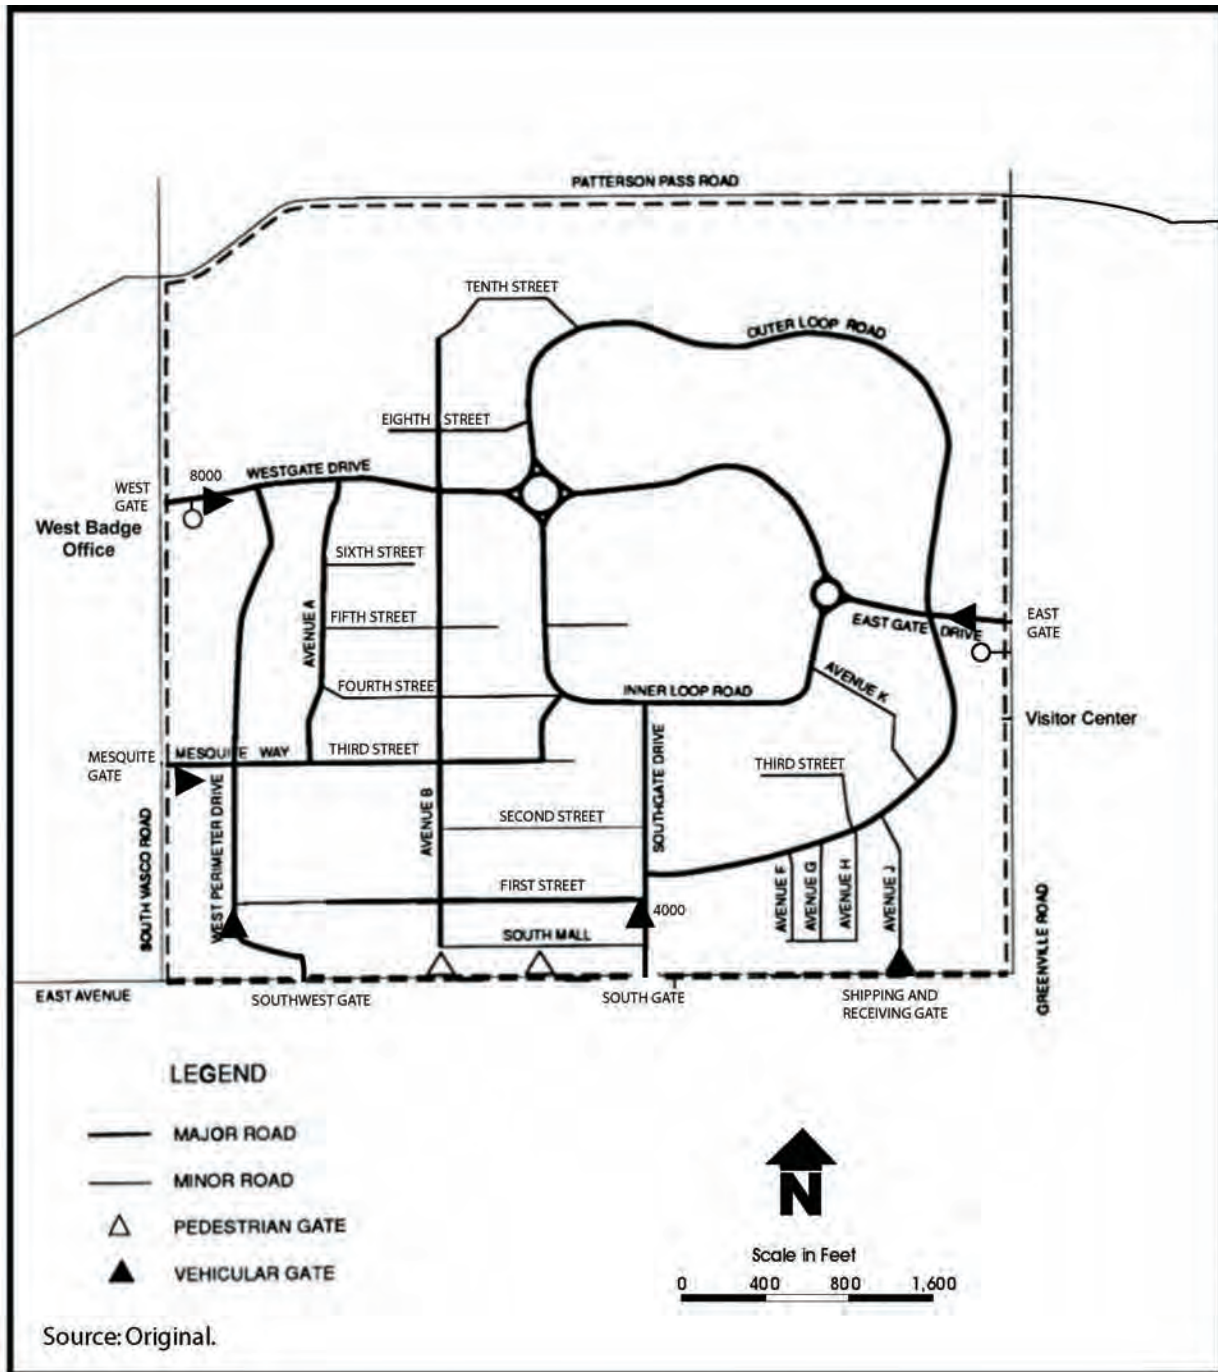 PATTERSON PASS ROAD
TENTH STREET
OUTER LOOP ROAD
EIGHTH STREET
WESTGATE DRIVE
8000
WEST
GATE
West Badge
Office
SIXTH STREET
AVENUE A
FIFTH STREET
EAST GATE DRIVE
EAST
GATE
FOURTH STREET
INNER LOOP ROAD
AVENUE K
Visitor Center
MESQUITE
GATE
MESQUITE WAY
THIRD STREET
SOUTHGATE DRIVE
THIRD STREET
SOUTH VASCO ROAD
WEST PERIMETER DRIVE
AVENUE B
SECOND STREET
FIRST STREET
4000
AVENUE F
AVENUE G
AVENUE H
AVENUE J
SOUTH MALL
GREENVILLE ROAD
EAST AVENUE
SOUTHWEST GATE
SOUTH GATE
SHIPPING AND
RECEIVING GATE
LEGEND
MAJOR ROAD
MINOR ROAD
PEDESTRIAN GATE
VEHICULAR GATE
N
Scale in Feet
0 400 800 1,600
Source: Original.